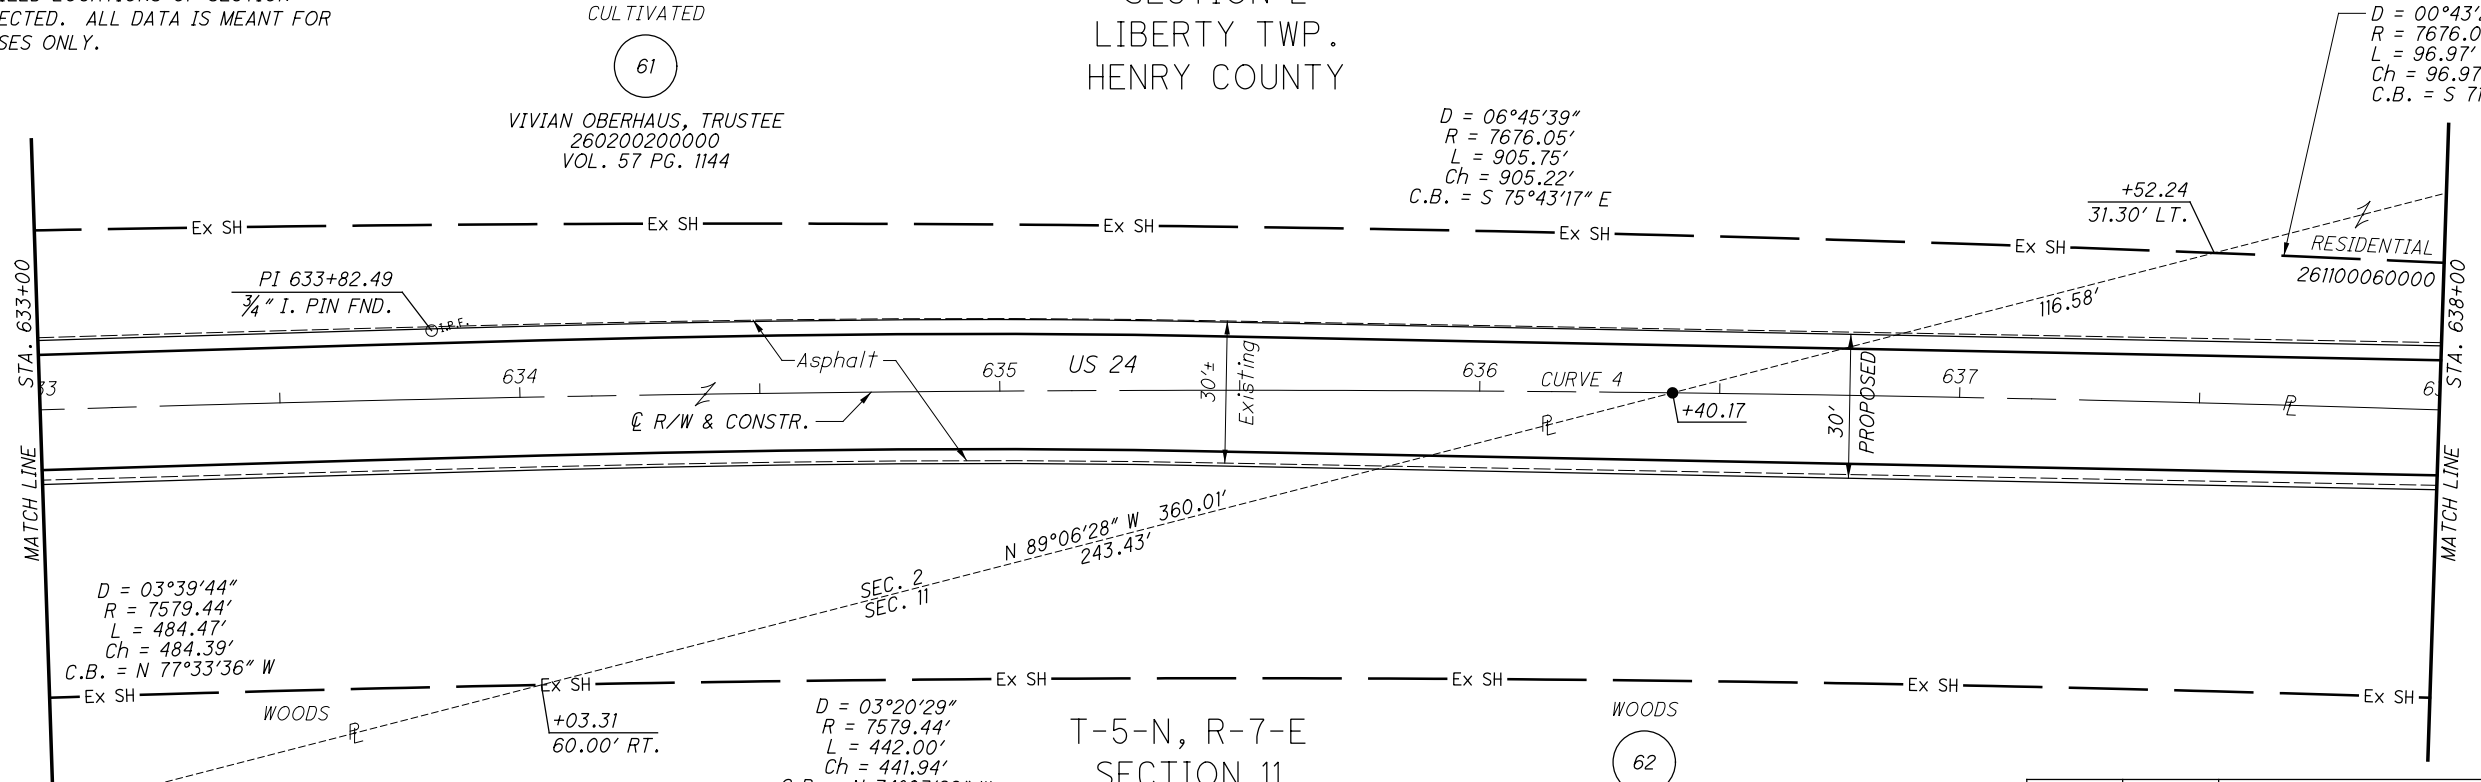 ECTED. ALL DATA IS MEANT FOR
SES ONLY.
CULTIVATED
61
VIVIAN OBERHAUS, TRUSTEE
260200200000
VOL. 57 PG. 1144
LIBERTY TWP.
HENRY COUNTY
D = 06°45'39"
R = 7676.05'
L = 905.75'
Ch = 905.22'
C.B. = S 75°43'17" E
D = 00°43'
R = 7676.0
L = 96.97'
Ch = 96.97
C.B. = S 71
+52.24
31.30' LT.
Ex SH
Ex SH
Ex SH
Ex SH
Ex SH
RESIDENTIAL
261100060000
PI 633+82.49
3/4" I. PIN FND.
I.P.F.
116.58'
MATCH LINE STA. 633+00
MATCH LINE STA. 638+00
33
634
635
636
637
6
Asphalt
US 24
CURVE 4
℄ R/W & CONSTR.
30'±
Existing
30'
PROPOSED
+40.17
PL
PL
N 89°06'28" W 360.01'
243.43'
SEC. 2
SEC. 11
D = 03°39'44"
R = 7579.44'
L = 484.47'
Ch = 484.39'
C.B. = N 77°33'36" W
Ex SH
Ex SH
Ex SH
Ex SH
Ex SH
Ex SH
WOODS
PL
+03.31
60.00' RT.
D = 03°20'29"
R = 7579.44'
L = 442.00'
Ch = 441.94'
T-5-N, R-7-E
SECTION 11
WOODS
62